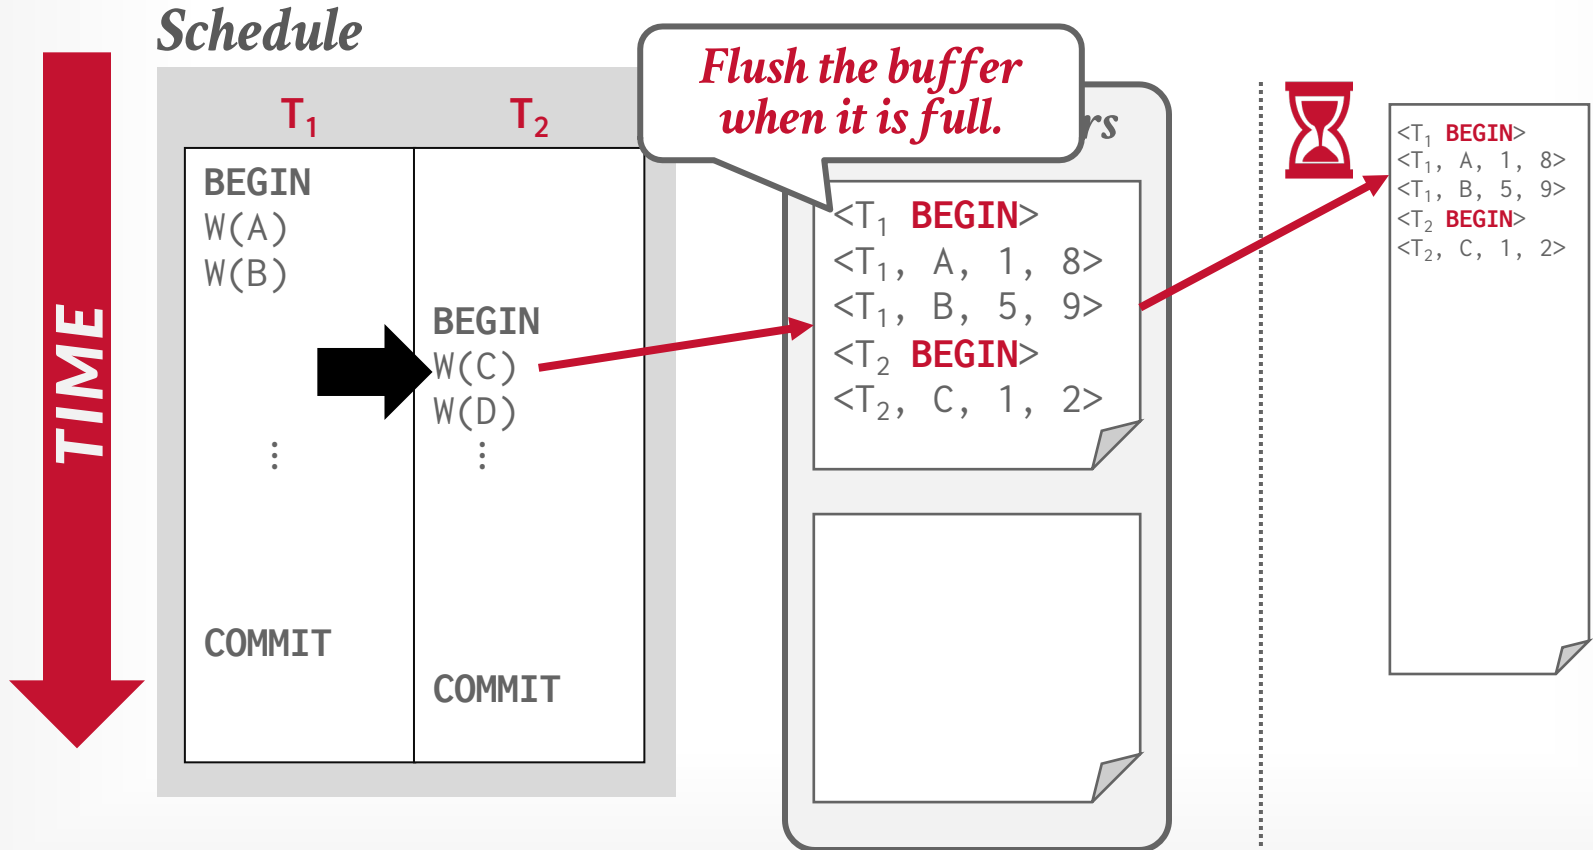 Schedule
TIME
T₁ T₂
BEGIN
W(A)
W(B)
⋮
COMMIT
BEGIN
W(C)
W(D)
⋮
COMMIT
Flush the buffer
when it is full.
rs
<T₁ BEGIN>
<T₁, A, 1, 8>
<T₁, B, 5, 9>
<T₂ BEGIN>
<T₂, C, 1, 2>
<T₁ BEGIN>
<T₁, A, 1, 8>
<T₁, B, 5, 9>
<T₂ BEGIN>
<T₂, C, 1, 2>